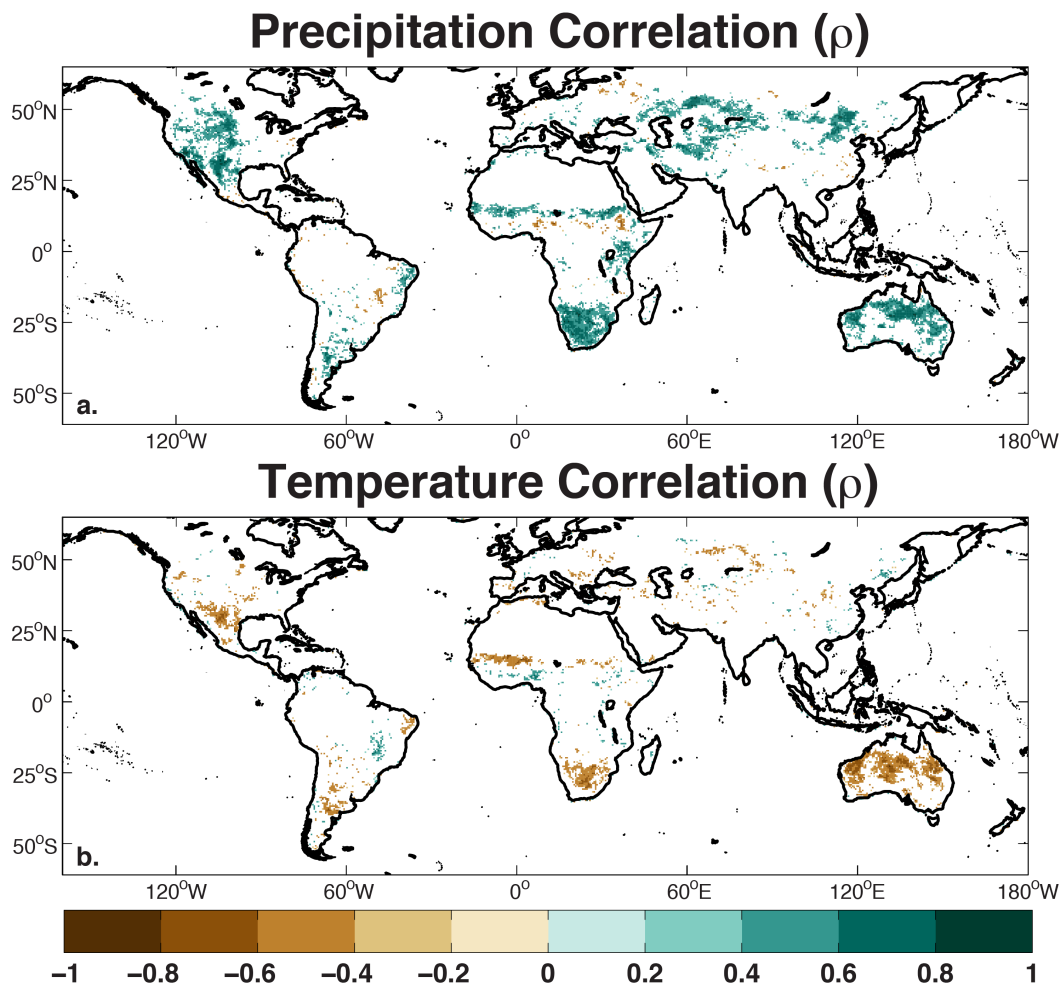 Precipitation Correlation (ρ)
50°N
25°N
0°
25°S
50°S
a.
120°W 60°W 0° 60°E 120°E 180°W
Temperature Correlation (ρ)
50°N
25°N
0°
25°S
50°S
b.
120°W 60°W 0° 60°E 120°E 180°W
−1 −0.8 −0.6 −0.4 −0.2 0 0.2 0.4 0.6 0.8 1